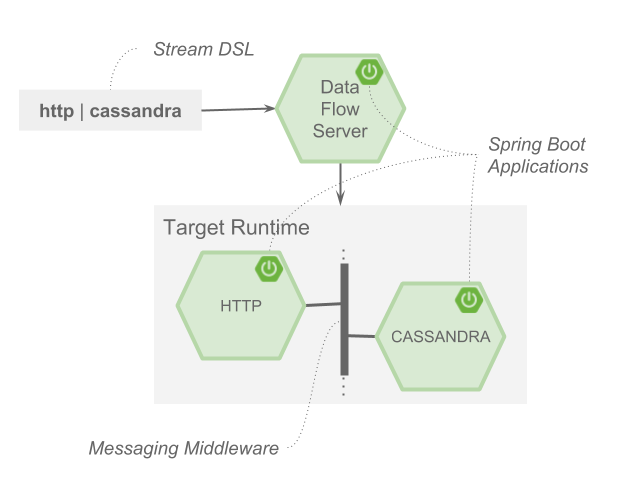 Stream DSL
http | cassandra
Data
Flow
Server
Spring Boot
Applications
Target Runtime
HTTP
CASSANDRA
Messaging Middleware